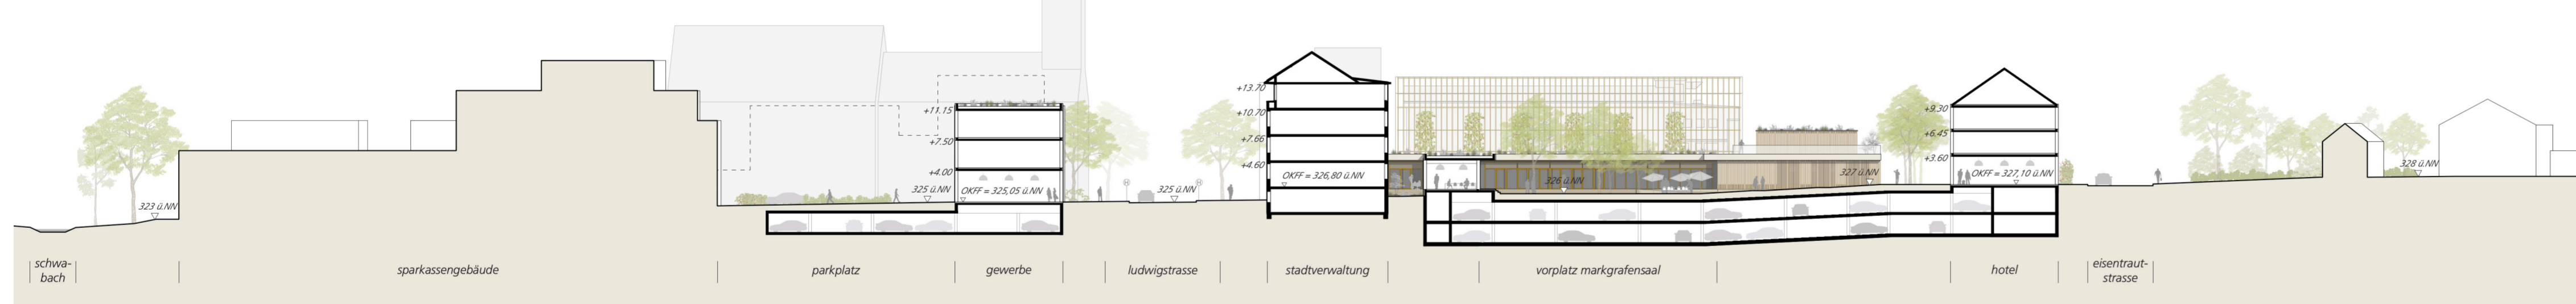 323 ü.NN
+11.15
+7.50
+4.00
325 ü.NN
OKFF = 325,05 ü.NN
H
325 ü.NN
H
+13.70
+10.70
+7.66
+4.60
OKFF = 326,80 ü.NN
326 ü.NN
327 ü.NN
+9.30
+6.45
+3.60
OKFF = 327,10 ü.NN
328 ü.NN
schwa-
bach
sparkassengebäude
parkplatz
gewerbe
ludwigstrasse
stadtverwaltung
vorplatz markgrafensaal
hotel
eisentraut-
strasse